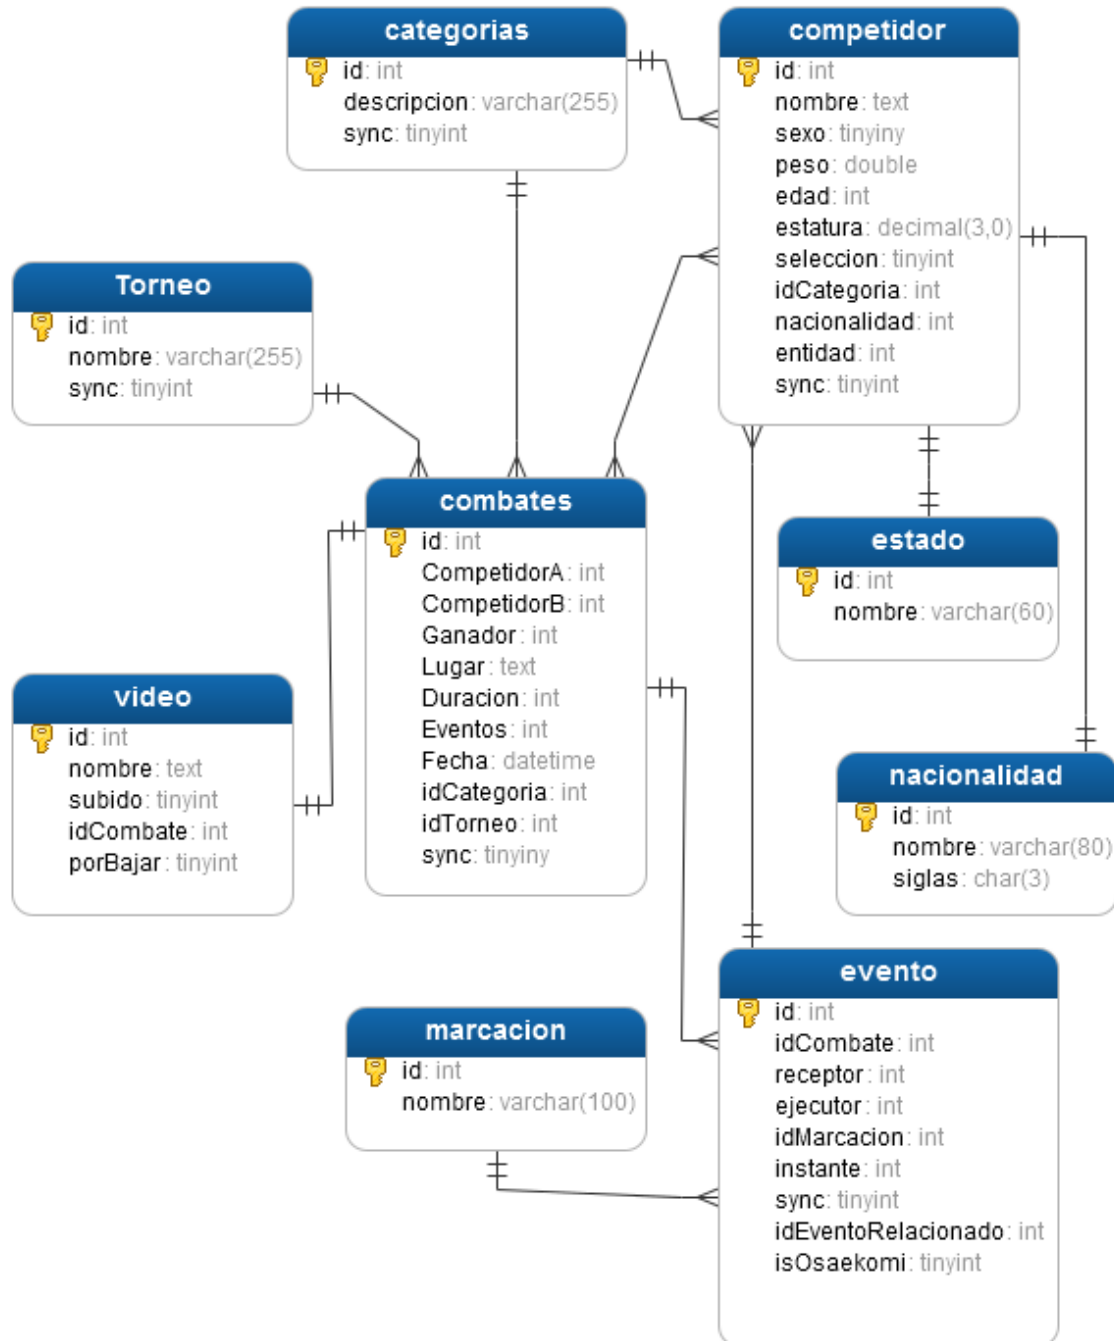 categorias
id: int
descripcion: varchar(255)
sync: tinyint
competidor
id: int
nombre: text
sexo: tinyiny
peso: double
edad: int
estatura: decimal(3,0)
seleccion: tinyint
idCategoria: int
nacionalidad: int
entidad: int
sync: tinyint
Torneo
id: int
nombre: varchar(255)
sync: tinyint
combates
id: int
CompetidorA: int
CompetidorB: int
Ganador: int
Lugar: text
Duracion: int
Eventos: int
Fecha: datetime
idCategoria: int
idTorneo: int
sync: tinyiny
estado
id: int
nombre: varchar(60)
video
id: int
nombre: text
subido: tinyint
idCombate: int
porBajar: tinyint
nacionalidad
id: int
nombre: varchar(80)
siglas: char(3)
marcacion
id: int
nombre: varchar(100)
evento
id: int
idCombate: int
receptor: int
ejecutor: int
idMarcacion: int
instante: int
sync: tinyint
idEventoRelacionado: int
isOsaekomi: tinyint